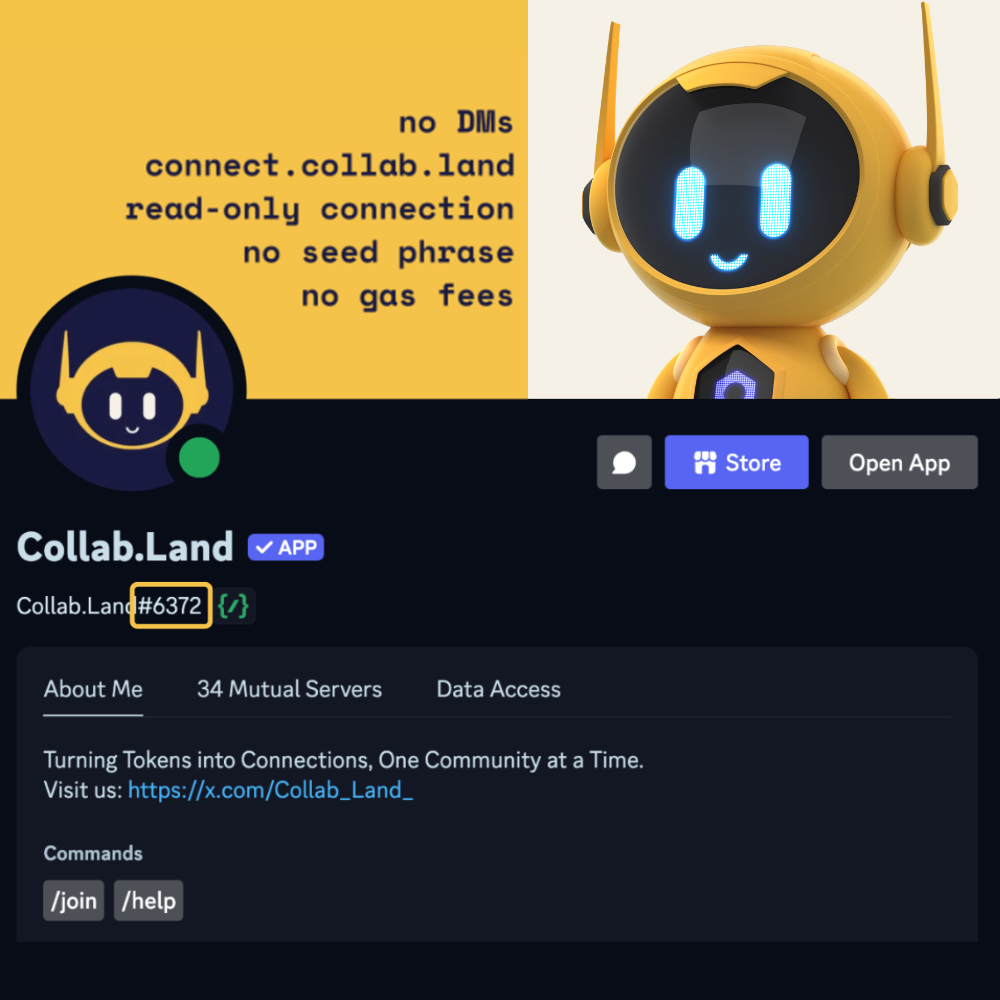 no DMs
connect.collab.land
read-only connection
no seed phrase
no gas fees
Store
Open App
Collab.Land
APP
Collab.Land#6372 {/}
About Me
34 Mutual Servers
Data Access
Turning Tokens into Connections, One Community at a Time.
Visit us: https://x.com/Collab_Land_
Commands
/join
/help